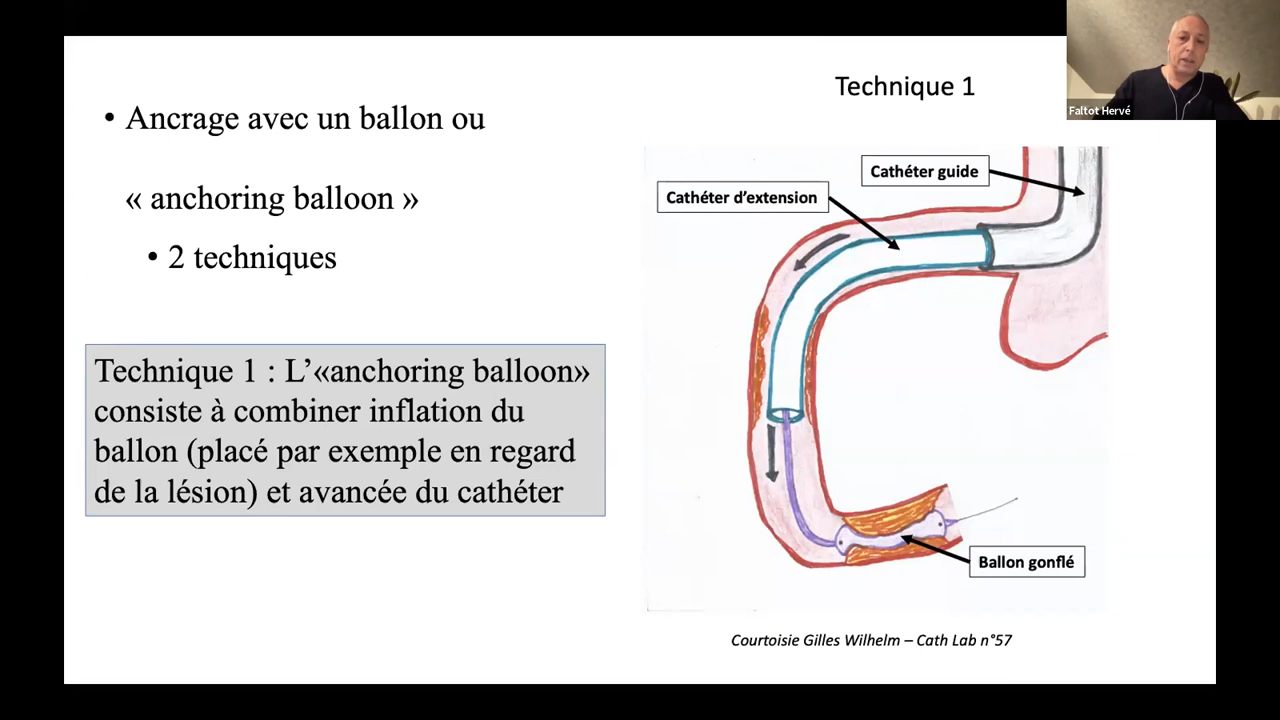 Technique 1
• Ancrage avec un ballon ou
« anchoring balloon »
• 2 techniques
Technique 1 : L’«anchoring balloon»
consiste à combiner inflation du
ballon (placé par exemple en regard
de la lésion) et avancée du cathéter
Cathéter guide
Cathéter d’extension
Ballon gonflé
Courtoisie Gilles Wilhelm – Cath Lab n°57
Faltot Hervé